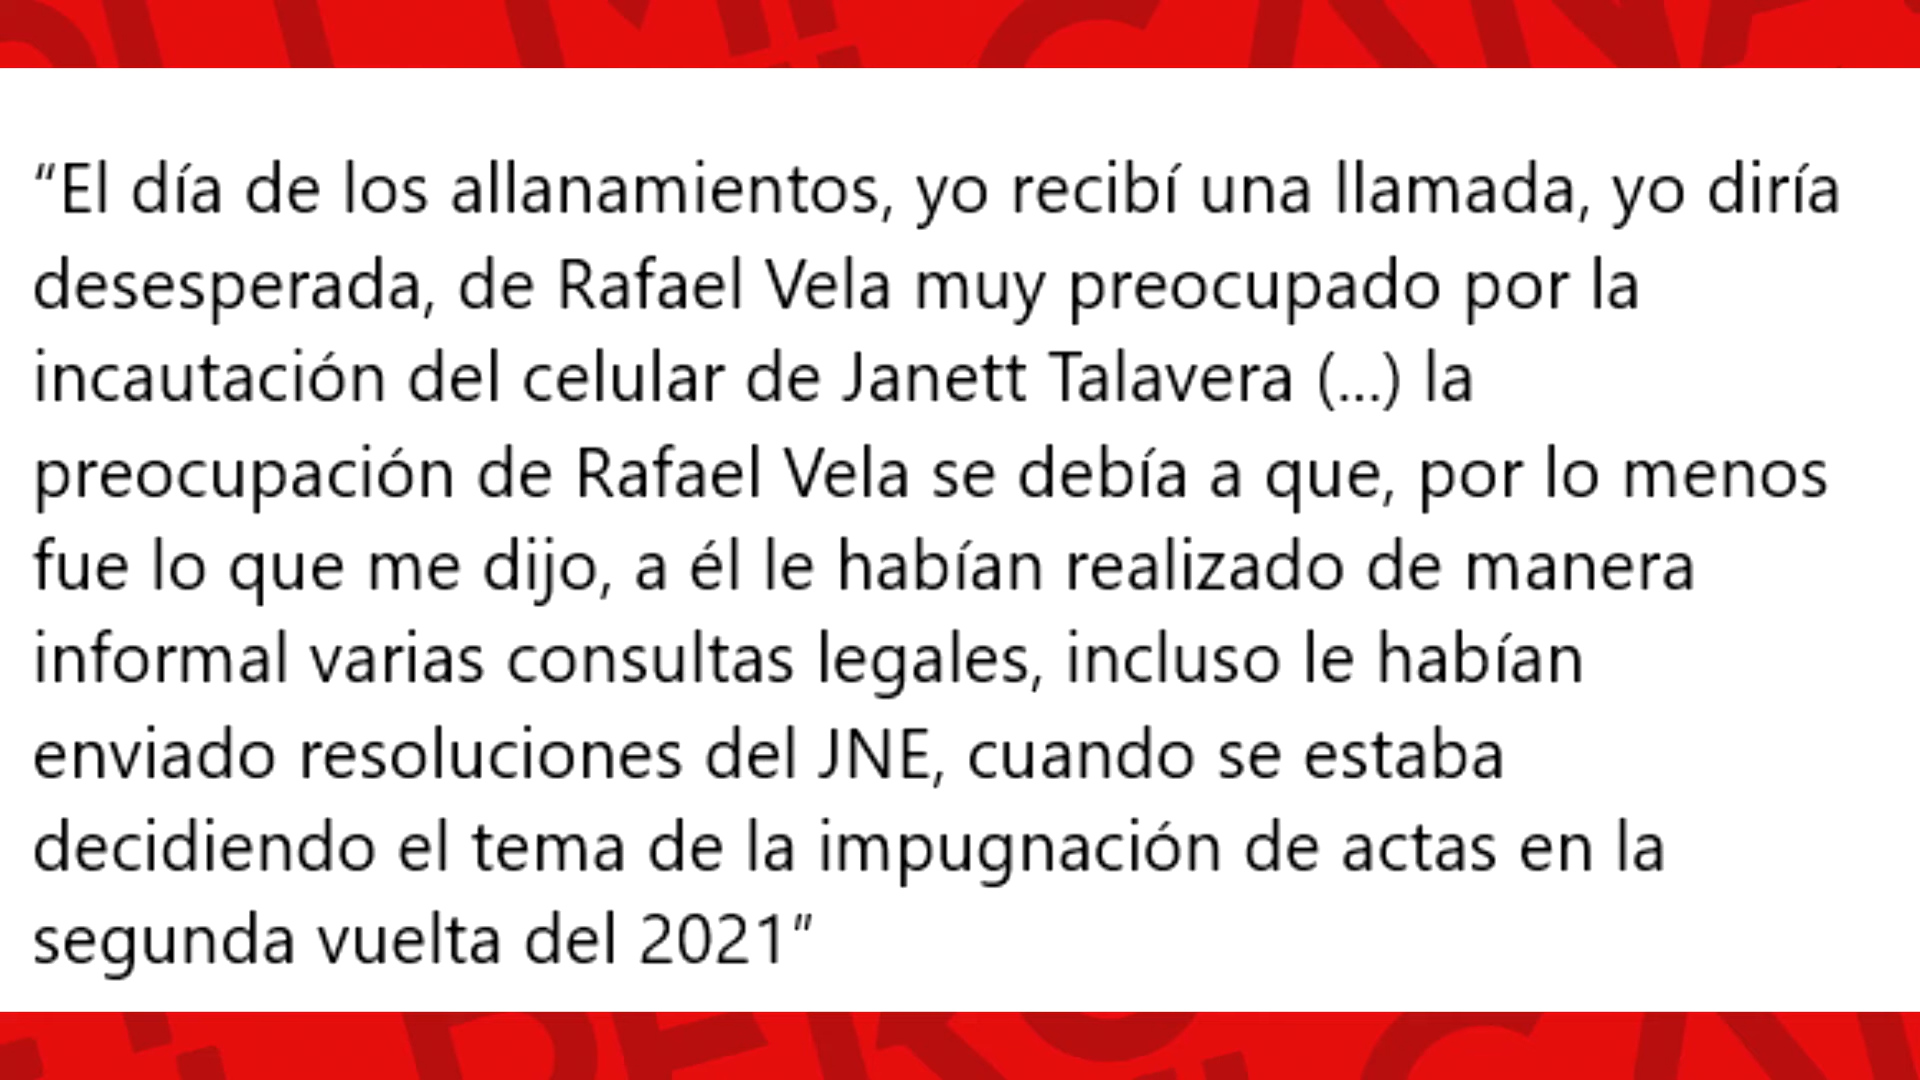 “El día de los allanamientos, yo recibí una llamada, yo diría
desesperada, de Rafael Vela muy preocupado por la
incautación del celular de Janett Talavera (...) la
preocupación de Rafael Vela se debía a que, por lo menos
fue lo que me dijo, a él le habían realizado de manera
informal varias consultas legales, incluso le habían
enviado resoluciones del JNE, cuando se estaba
decidiendo el tema de la impugnación de actas en la
segunda vuelta del 2021”